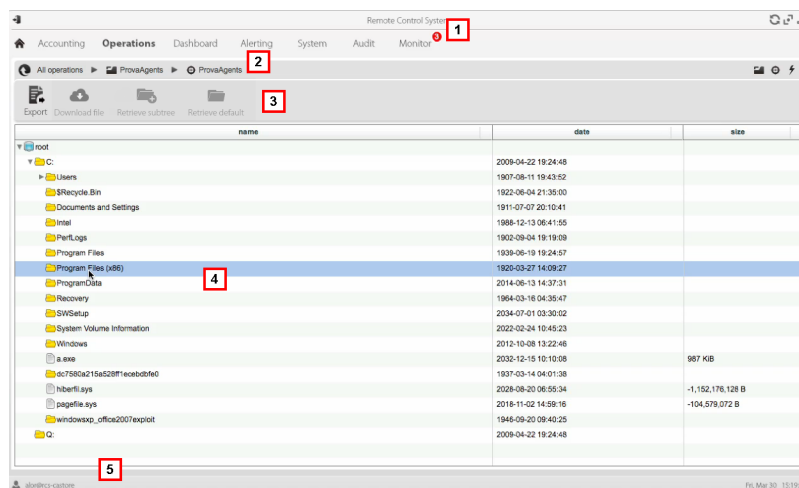 Remote Control System
1
Accounting Operations Dashboard Alerting System Audit Monitor 3
2
All operations ProvaAgents ProvaAgents
3
Export Download file Retrieve subtree Retrieve default
name date size
root
C: 2009-04-22 19:24:48
Users 1907-08-11 19:43:52
$Recycle.Bin 1922-06-04 21:35:00
Documents and Settings 1911-07-07 20:10:41
Intel 1988-12-13 06:41:55
PerfLogs 1902-09-04 19:19:09
Program Files 1939-06-19 19:24:57
Program Files (x86) 1920-03-27 14:09:27
4
ProgramData 2014-06-13 14:37:31
Recovery 1964-03-16 04:35:47
SWSetup 2034-07-01 03:30:02
System Volume Information 2022-02-24 10:45:23
Windows 2012-10-08 13:22:46
a.exe 2032-12-15 10:10:08 987 KiB
dc7580a215a528ff1ecebdbfe0 1937-03-14 04:01:38
hiberfil.sys 2028-08-20 06:55:34 -1,152,176,128 B
pagefile.sys 2018-11-02 14:59:16 -104,579,072 B
windowsxp_office2007exploit 1946-09-20 09:40:25
Q: 2009-04-22 19:24:48
5
alor@rcs-castore Fri, Mar 30 15:19